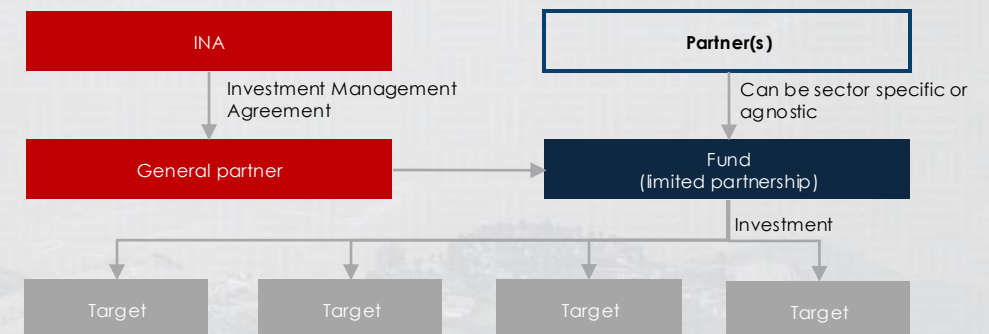 INA
Partner(s)
Investment Management
Agreement
Can be sector specific or
agnostic
General partner
Fund
(limited partnership)
Investment
Target
Target
Target
Target